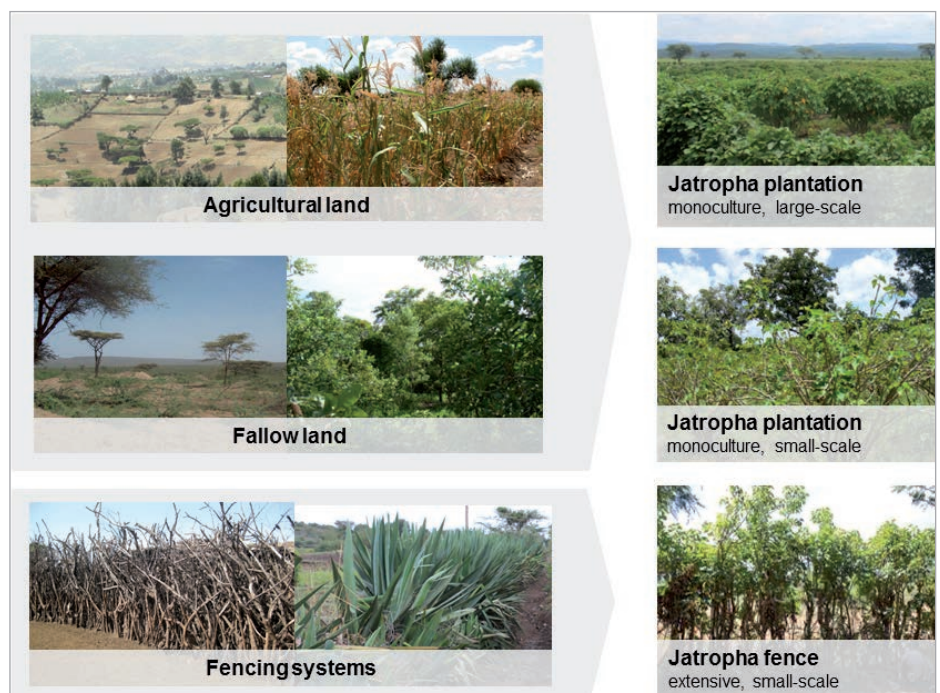 Agricultural land
Jatropha plantation
monoculture, large-scale
Fallow land
Jatropha plantation
monoculture, small-scale
Fencing systems
Jatropha fence
extensive, small-scale